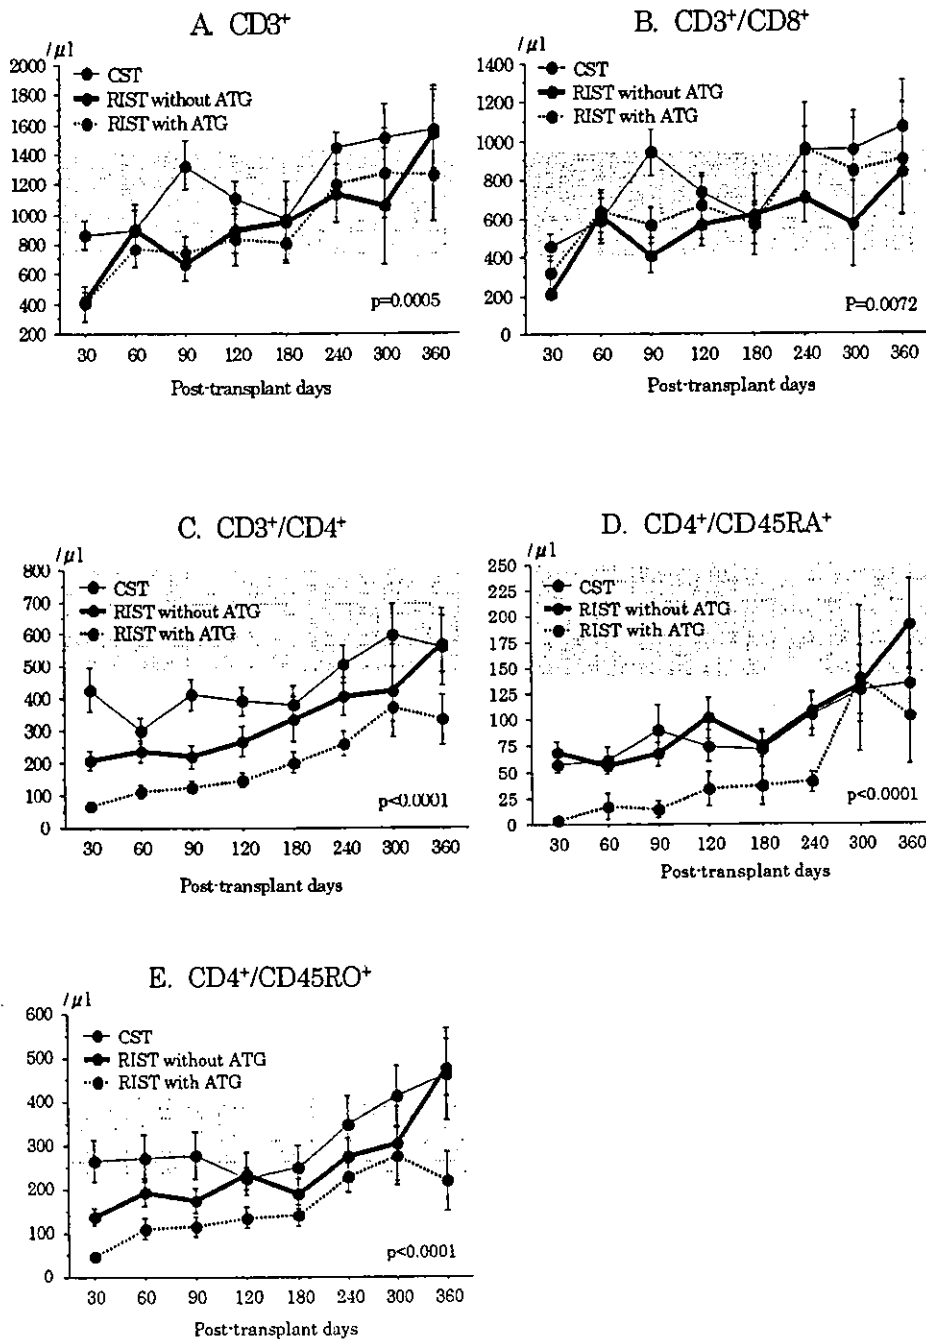 A. CD3⁺
/μl
2000
1800
1600
1400
1200
1000
800
600
400
200
CST
RIST without ATG
RIST with ATG
p=0.0005
30 60 90 120 180 240 300 360
Post-transplant days
B. CD3⁺/CD8⁺
/μl
1400
1200
1000
800
600
400
200
0
CST
RIST without ATG
RIST with ATG
P=0.0072
30 60 90 120 180 240 300 360
Post-transplant days
C. CD3⁺/CD4⁺
/μl
800
700
600
500
400
300
200
100
0
CST
RIST without ATG
RIST with ATG
p<0.0001
30 60 90 120 180 240 300 360
Post-transplant days
D. CD4⁺/CD45RA⁺
/μl
250
225
200
175
150
125
100
75
50
25
0
CST
RIST without ATG
RIST with ATG
p<0.0001
30 60 90 120 180 240 300 360
Post-transplant days
E. CD4⁺/CD45RO⁺
/μl
600
500
400
300
200
100
0
CST
RIST without ATG
RIST with ATG
p<0.0001
30 60 90 120 180 240 300 360
Post-transplant days